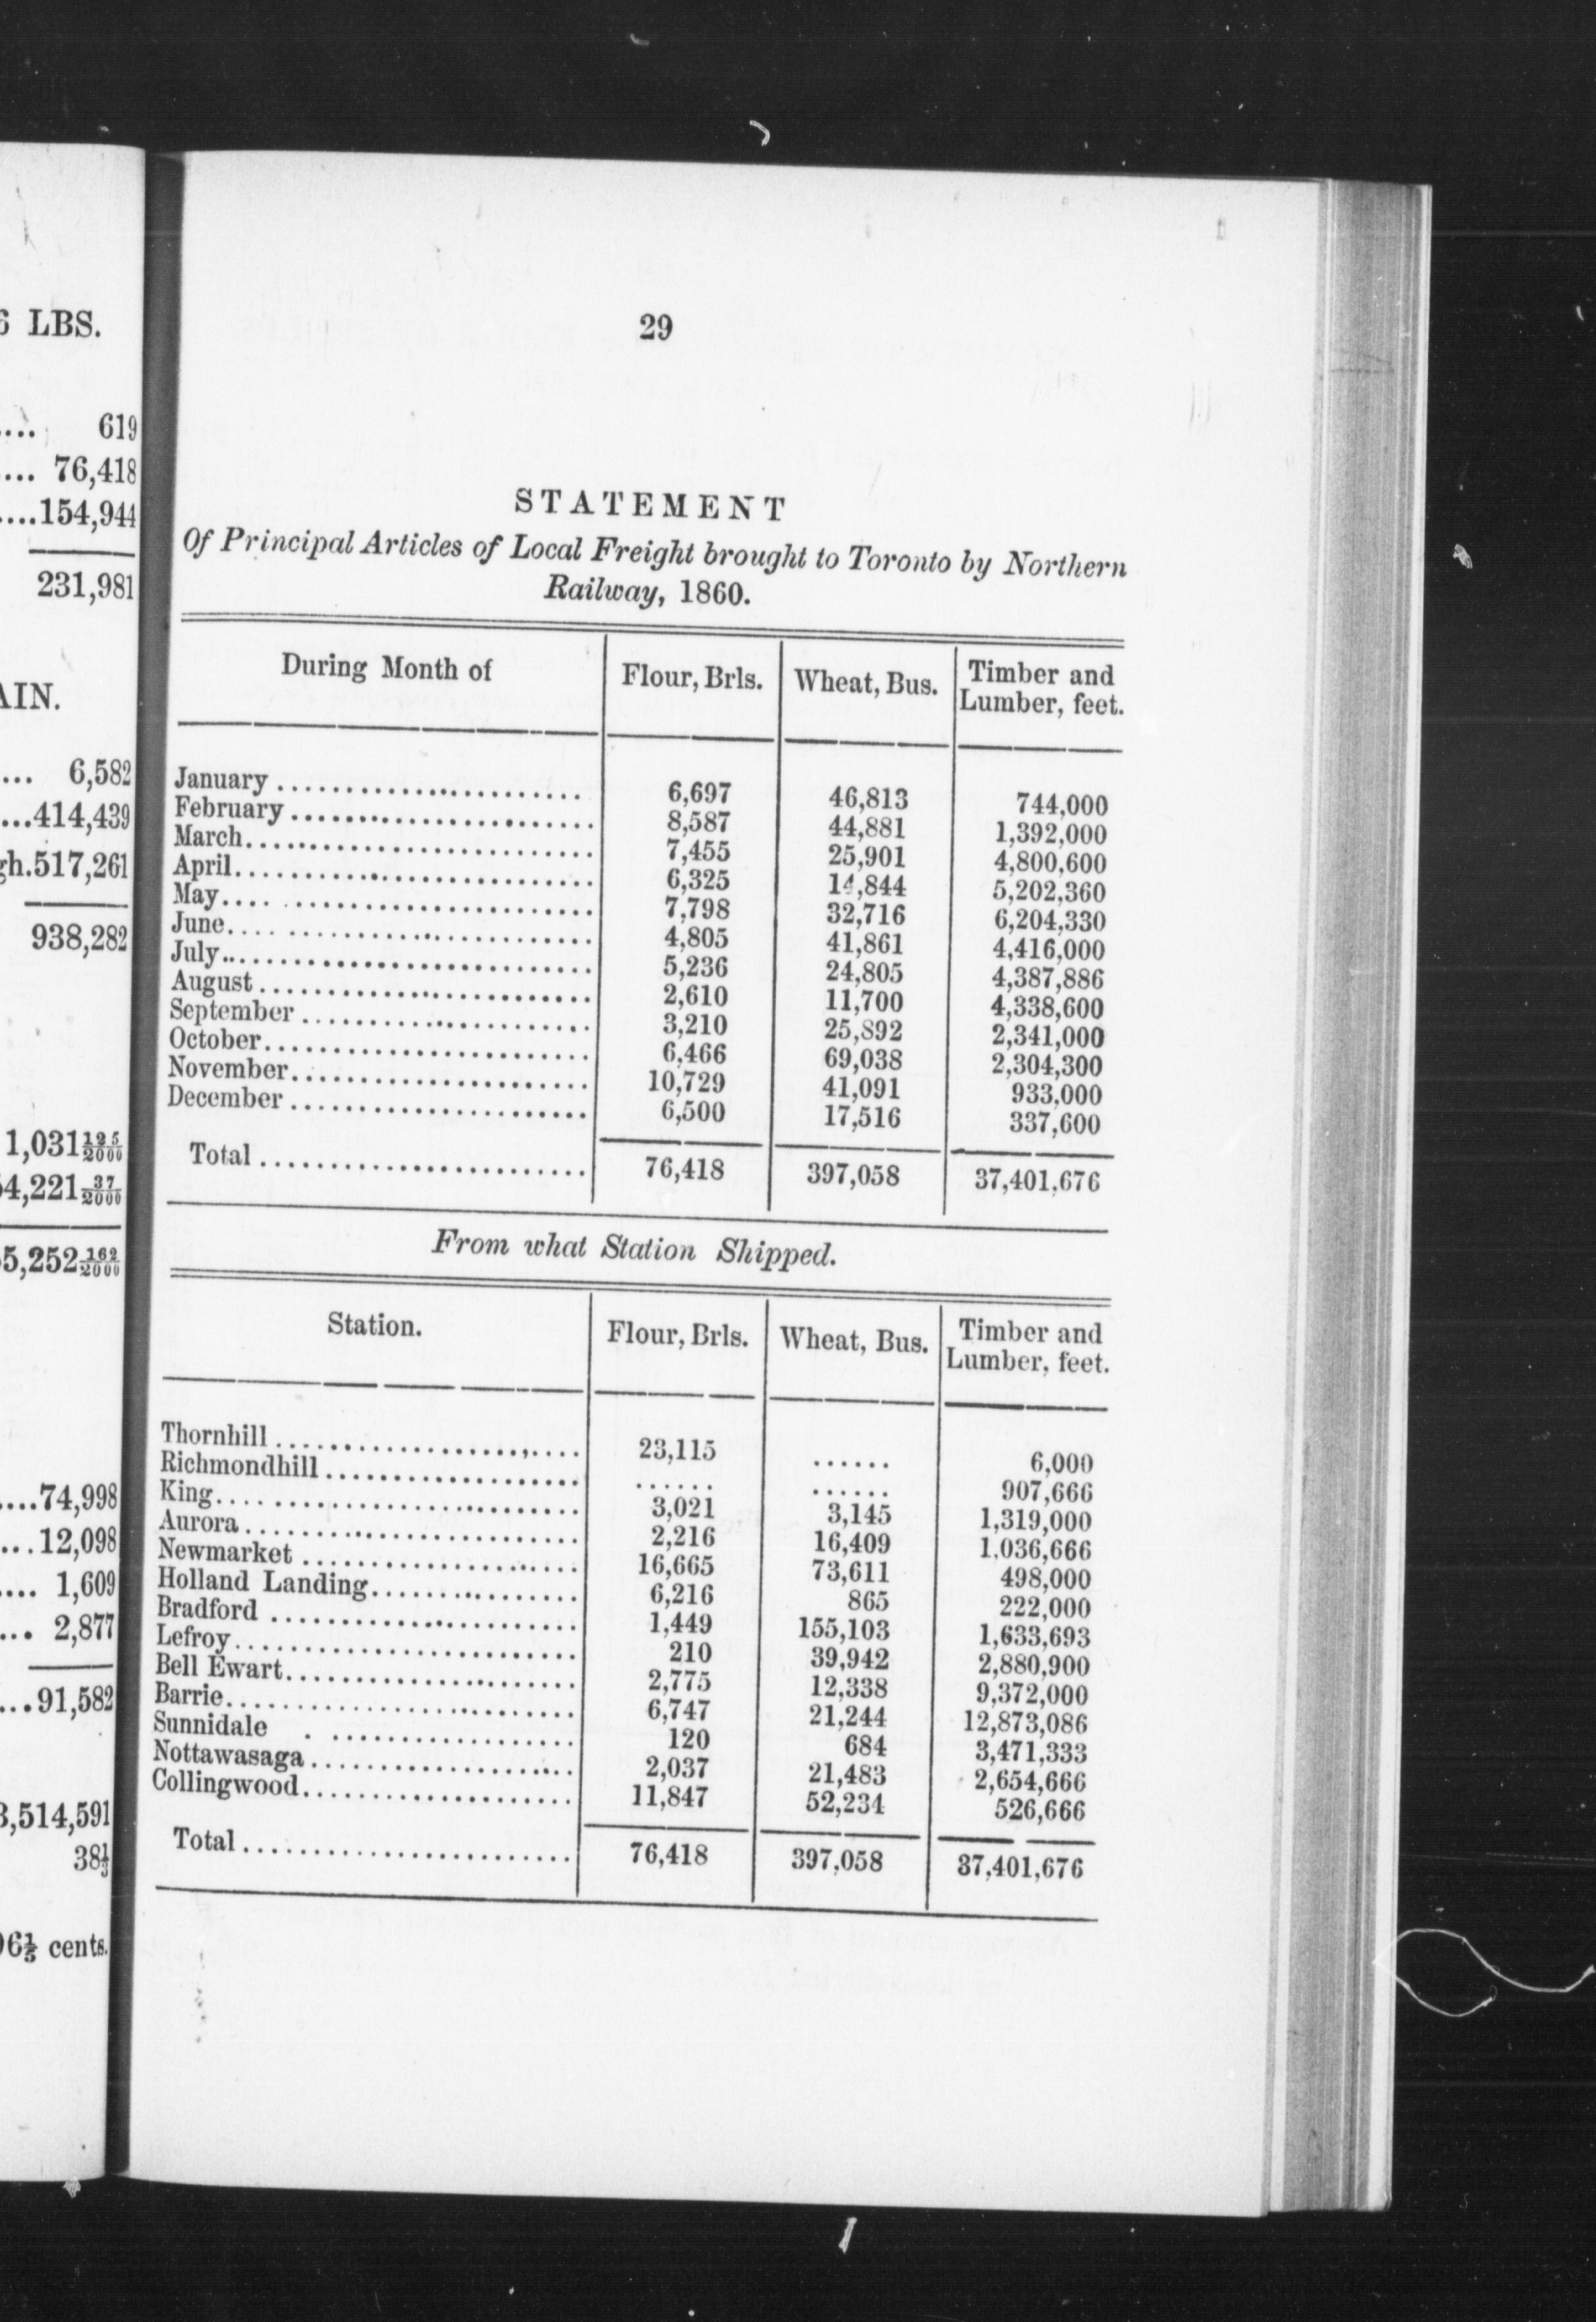 6 LBS.
.... 619
.... 76,418
....154,944
231,981
AIN.
... 6,582
...414,439
gh.517,261
938,282
1,031 125/2000
4,221 37/2000
5,252 162/2000
....74,998
...12,098
.... 1,609
... 2,877
...91,582
3,514,591
38⅓
06⅕ cents.
29
STATEMENT
Of Principal Articles of Local Freight brought to Toronto by Northern
Railway, 1860.
During Month of Flour, Brls. Wheat, Bus. Timber and Lumber, feet.
January ........................ 6,697 46,813 744,000
February ........................ 8,587 44,881 1,392,000
March........................ 7,455 25,901 4,800,600
April........................ 6,325 14,844 5,202,360
May........................ 7,798 32,716 6,204,330
June........................ 4,805 41,861 4,416,000
July........................ 5,236 24,805 4,387,886
August ........................ 2,610 11,700 4,338,600
September ........................ 3,210 25,892 2,341,000
October........................ 6,466 69,038 2,304,300
November........................ 10,729 41,091 933,000
December ........................ 6,500 17,516 337,600
Total ........................ 76,418 397,058 37,401,676
From what Station Shipped.
Station. Flour, Brls. Wheat, Bus. Timber and Lumber, feet.
Thornhill ........................ 23,115 ...... 6,000
Richmondhill ........................ ...... ...... 907,666
King........................ 3,021 3,145 1,319,000
Aurora ........................ 2,216 16,409 1,036,666
Newmarket ........................ 16,665 73,611 498,000
Holland Landing................ 6,216 865 222,000
Bradford ........................ 1,449 155,103 1,633,693
Lefroy........................ 210 39,942 2,880,900
Bell Ewart........................ 2,775 12,338 9,372,000
Barrie........................ 6,747 21,244 12,873,086
Sunnidale . .................. 120 684 3,471,333
Nottawasaga .................... 2,037 21,483 2,654,666
Collingwood.................... 11,847 52,234 526,666
Total ........................ 76,418 397,058 37,401,676